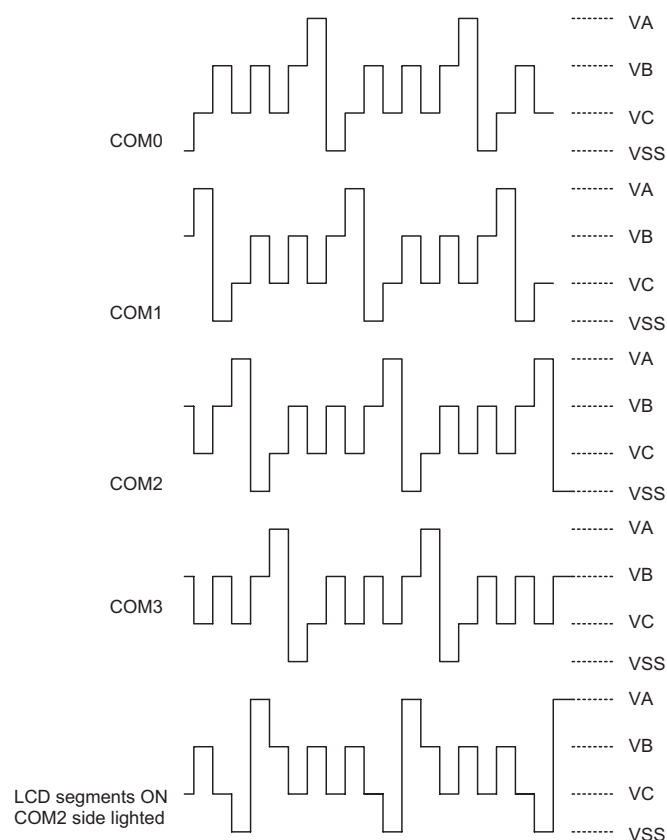 VA
VB
VC
COM0
VSS
VA
VB
VC
COM1
VSS
VA
VB
VC
COM2
VSS
VA
VB
COM3
VC
VSS
VA
VB
VC
LCD segments ON
COM2 side lighted
VSS